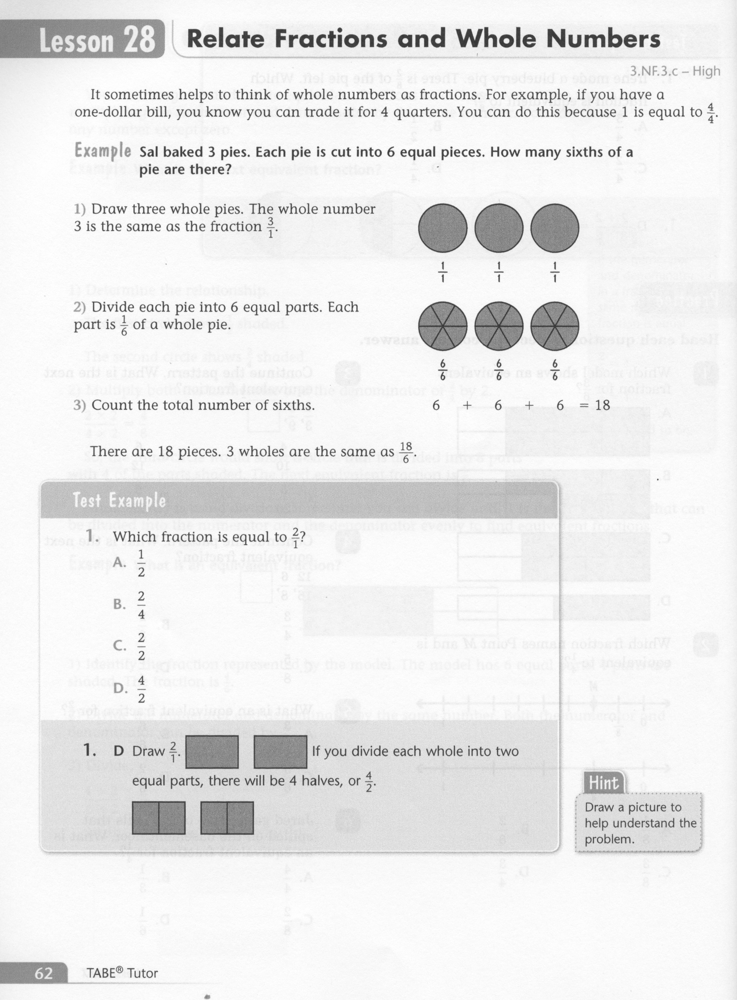 Lesson 28
Relate Fractions and Whole Numbers
3.NF.3.c – High
It sometimes helps to think of whole numbers as fractions. For example, if you have a
one-dollar bill, you know you can trade it for 4 quarters. You can do this because 1 is equal to 4/4.
Example Sal baked 3 pies. Each pie is cut into 6 equal pieces. How many sixths of a
pie are there?
1) Draw three whole pies. The whole number
3 is the same as the fraction 3/1.
1/1 1/1 1/1
2) Divide each pie into 6 equal parts. Each
part is 1/6 of a whole pie.
6/6 6/6 6/6
3) Count the total number of sixths.
6 + 6 + 6 = 18
There are 18 pieces. 3 wholes are the same as 18/6.
Test Example
1. Which fraction is equal to 2/1?
A. 1/2
B. 2/4
C. 2/2
D. 4/2
1. D Draw 2/1. If you divide each whole into two
equal parts, there will be 4 halves, or 4/2.
Hint
Draw a picture to
help understand the
problem.
62 TABE® Tutor